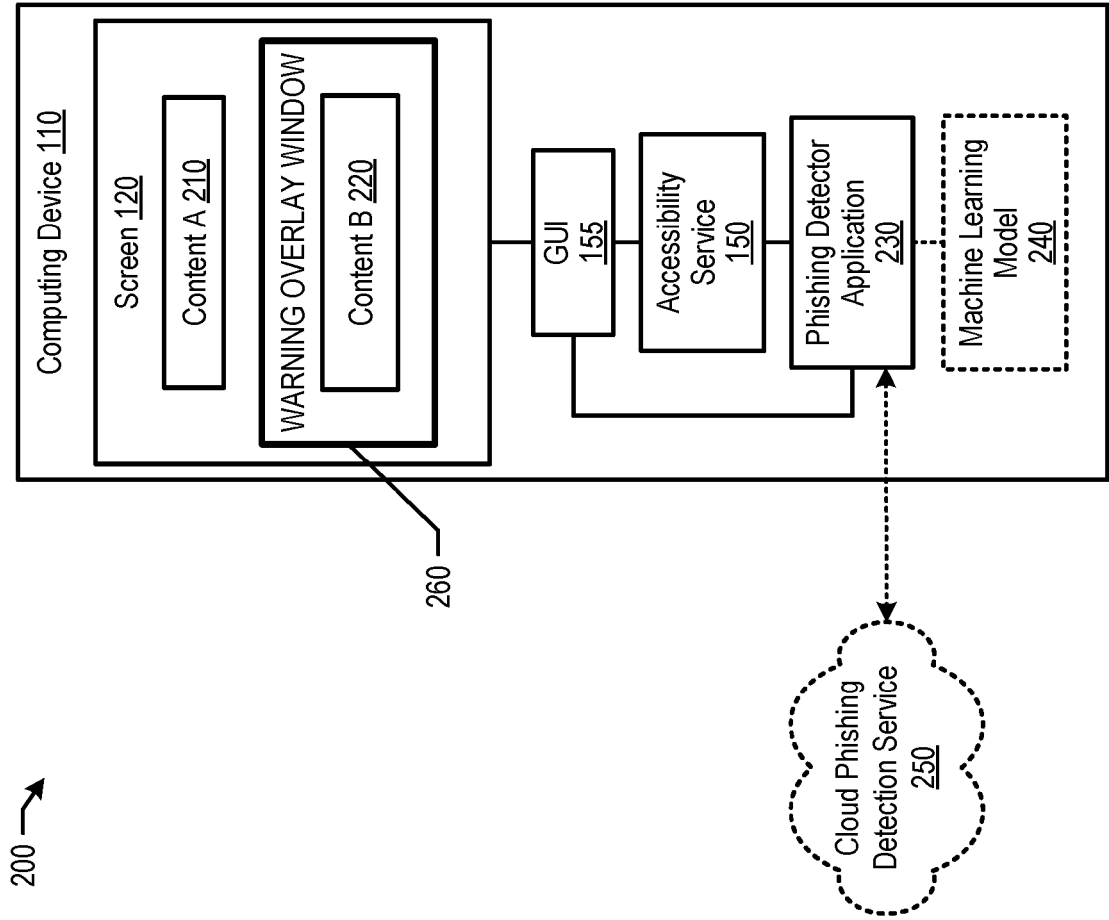 200
Computing Device 110
Screen 120
Content A 210
WARNING OVERLAY WINDOW
Content B 220
260
GUI
155
Accessibility
Service
150
Phishing Detector
Application
230
Machine Learning
Model
240
Cloud Phishing
Detection Service
250